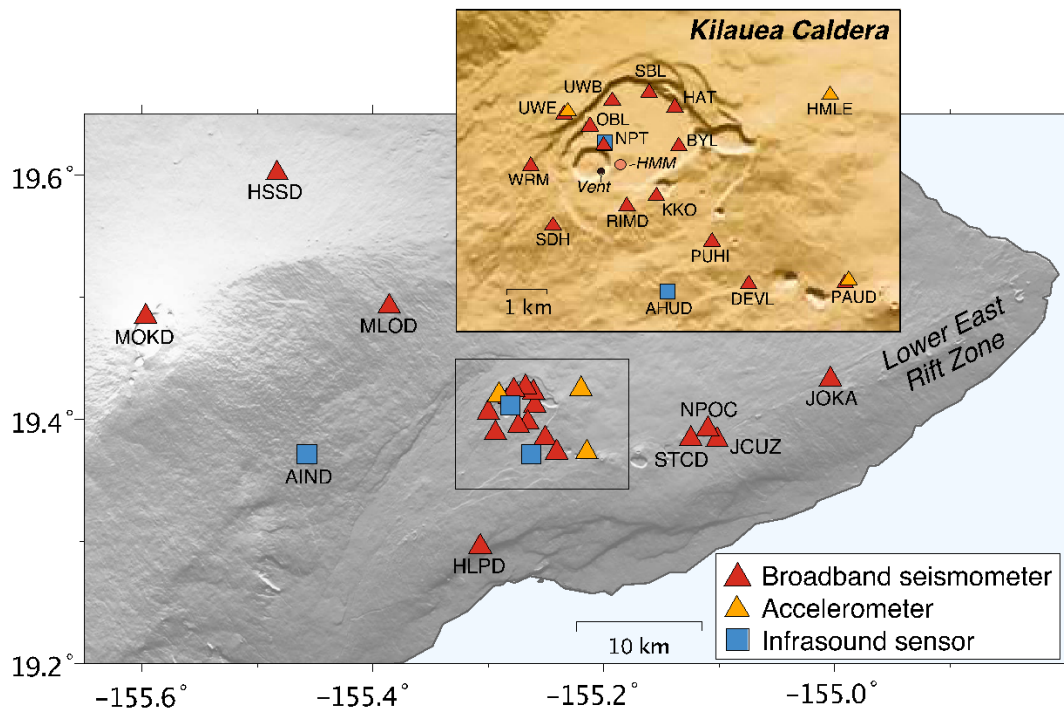 Kilauea Caldera
SBL
UWB
HAT
UWE
OBL
HMLE
NPT
BYL
HMM
WRM
Vent
KKO
RIMD
SDH
PUHI
1 km
AHUD
DEVL
PAUD
19.6°
HSSD
MOKD
MLOD
Lower East
Rift Zone
19.4°
JOKA
NPOC
STCD
JCUZ
AIND
HLPD
Broadband seismometer
Accelerometer
Infrasound sensor
10 km
19.2°
−155.6°
−155.4°
−155.2°
−155.0°